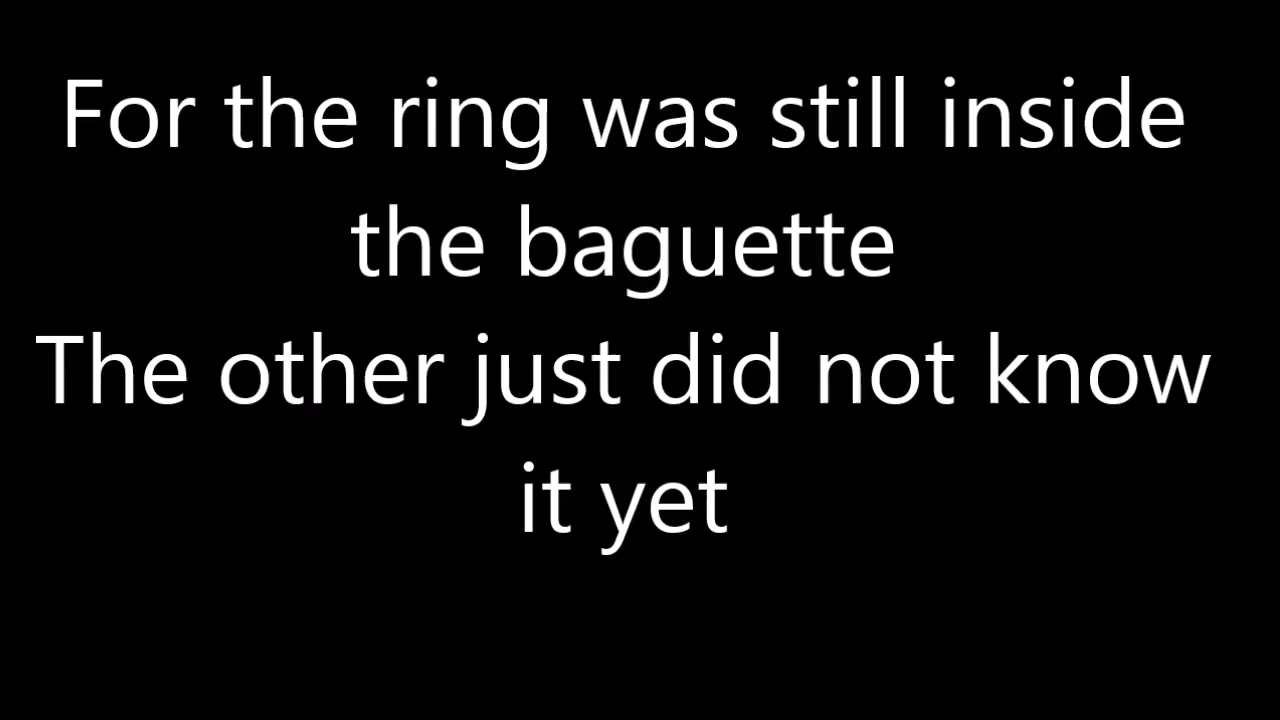 For the ring was still inside
the baguette
The other just did not know
it yet